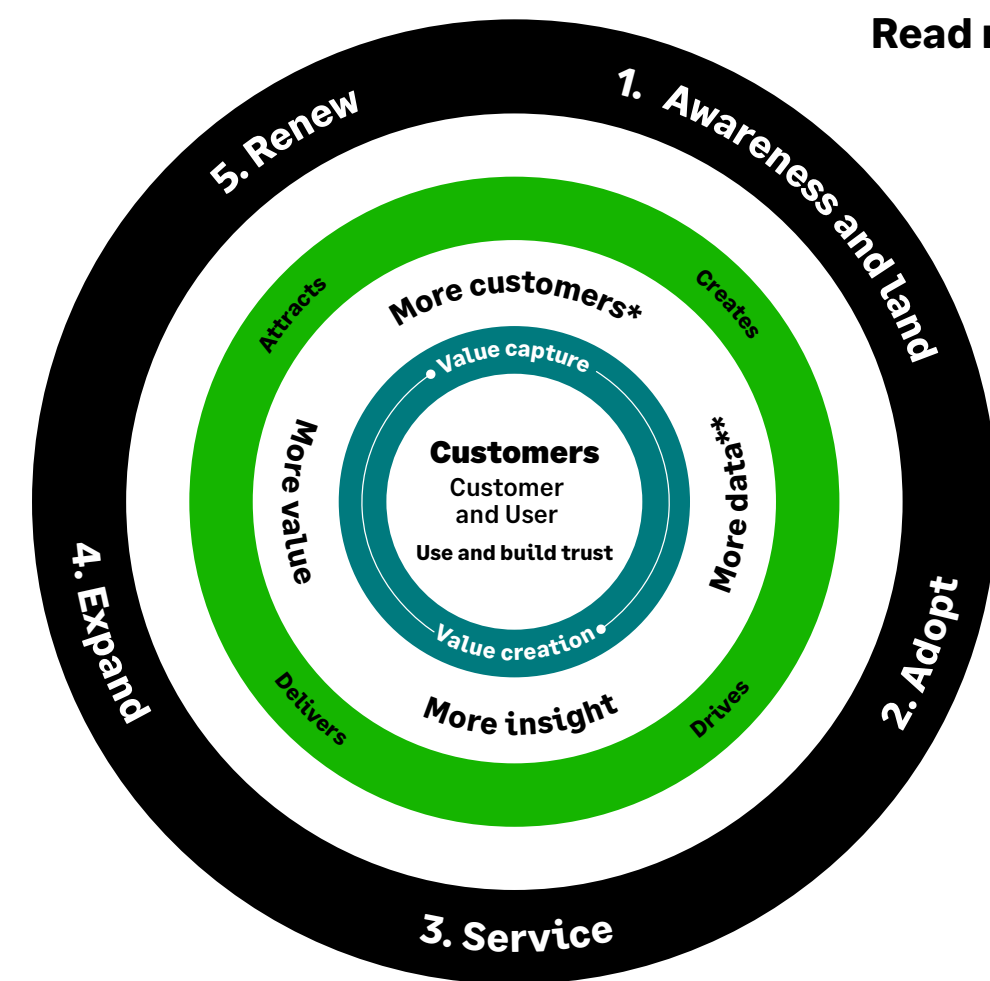 Read
1. Awareness and land
2. Adopt
3. Service
4. Expand
5. Renew
Attracts
Creates
Drives
Delivers
More customers*
More data**
More insight
More value
Value capture
Value creation
Customers
Customer
and User
Use and build trust